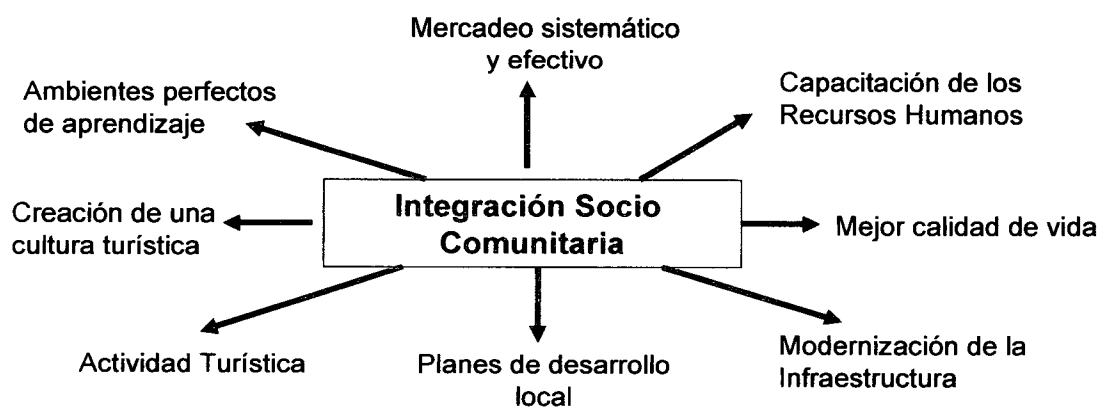 Mercadeo sistemático
y efectivo
Ambientes perfectos
de aprendizaje
Capacitación de los
Recursos Humanos
Creación de una
cultura turística
Integración Socio
Comunitaria
Mejor calidad de vida
Actividad Turística
Planes de desarrollo
local
Modernización de la
Infraestructura